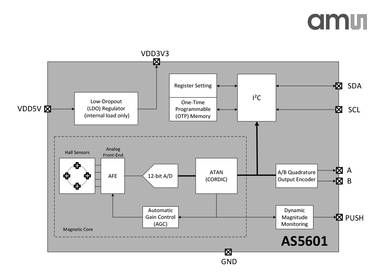 amu
VDD3V3
VDD5V
Low-Dropout
(LDO) Regulator
(internal load only)
Register Setting
One-Time
Programmable
(OTP) Memory
I²C
SDA
SCL
Hall Sensors
Analog
Front-End
AFE
12-bit A/D
ATAN
(CORDIC)
A/B Quadrature
Output Encoder
A
B
Automatic
Gain Control
(AGC)
Dynamic
Magnitude
Monitoring
PUSH
Magnetic Core
AS5601
GND